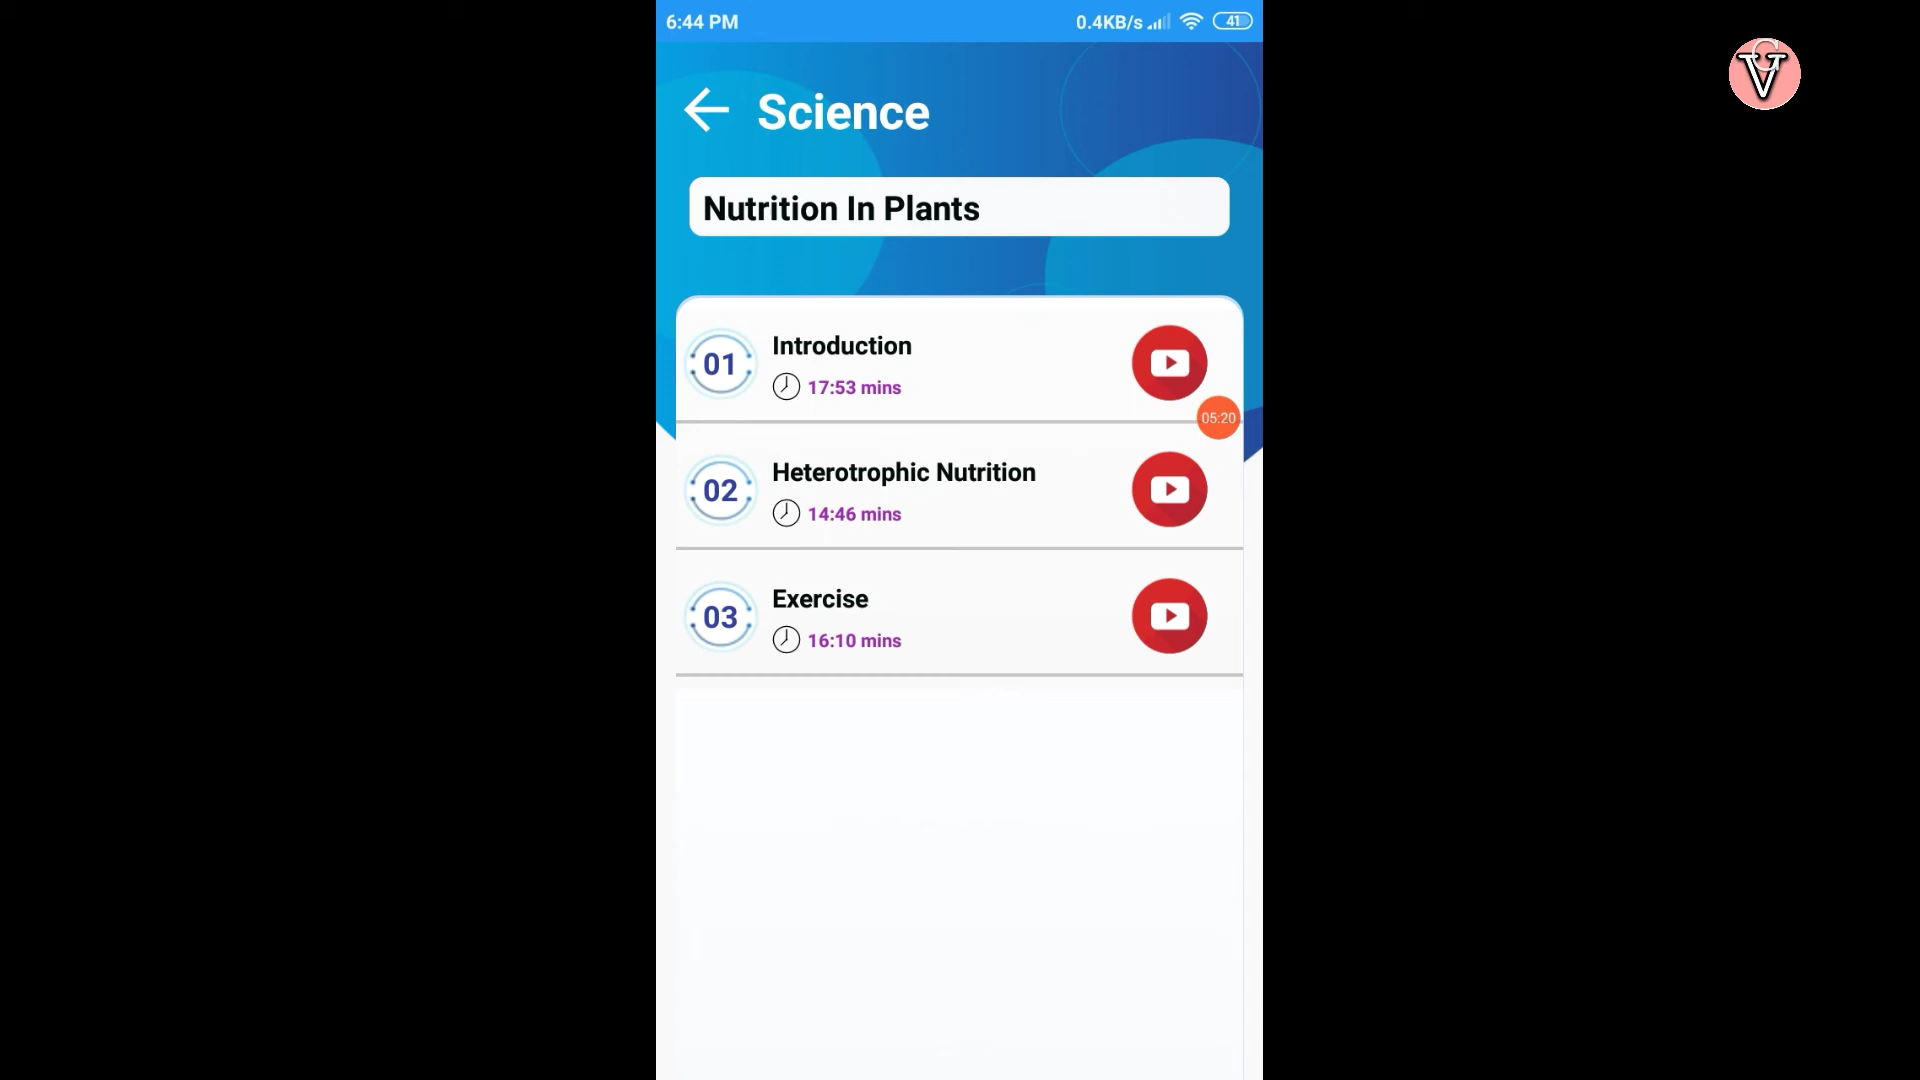 6:44 PM
0.4KB/s
41
Science
Nutrition In Plants
01
Introduction
17:53 mins
05:20
02
Heterotrophic Nutrition
14:46 mins
03
Exercise
16:10 mins